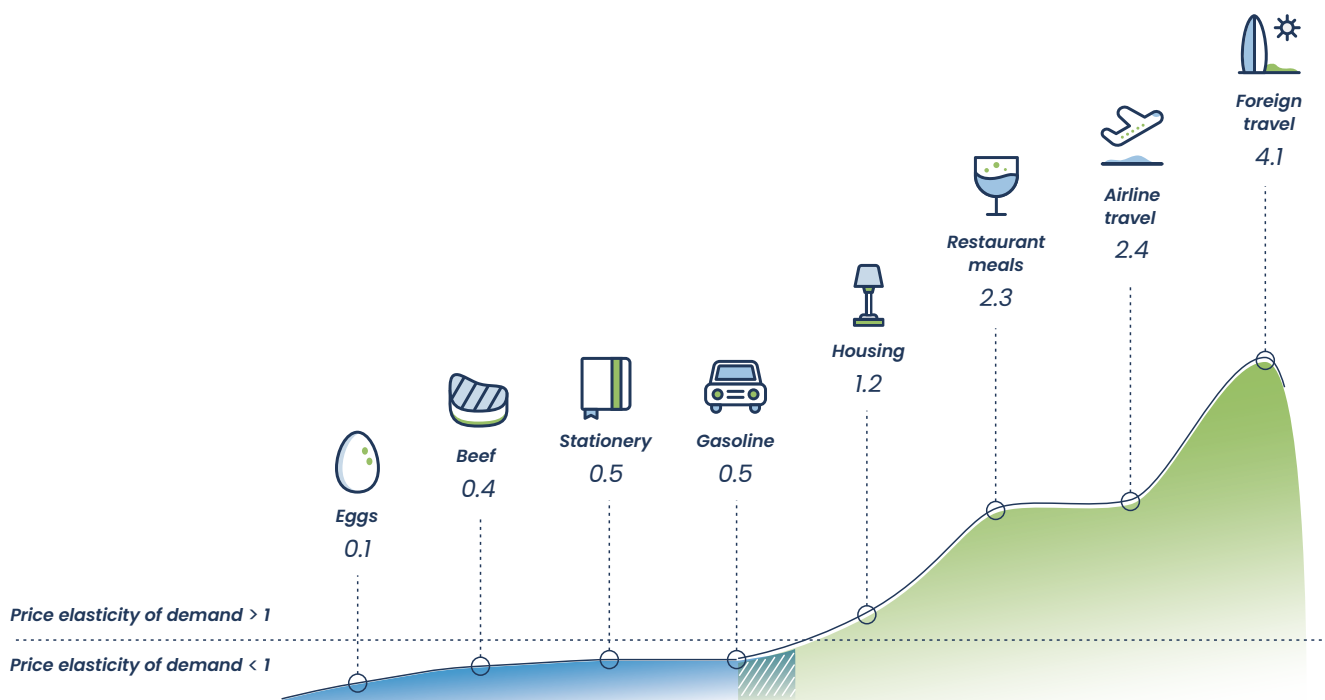 Foreign
travel
4.1
Airline
travel
2.4
Restaurant
meals
2.3
Housing
1.2
Stationery
0.5
Gasoline
0.5
Beef
0.4
Eggs
0.1
Price elasticity of demand > 1
Price elasticity of demand < 1